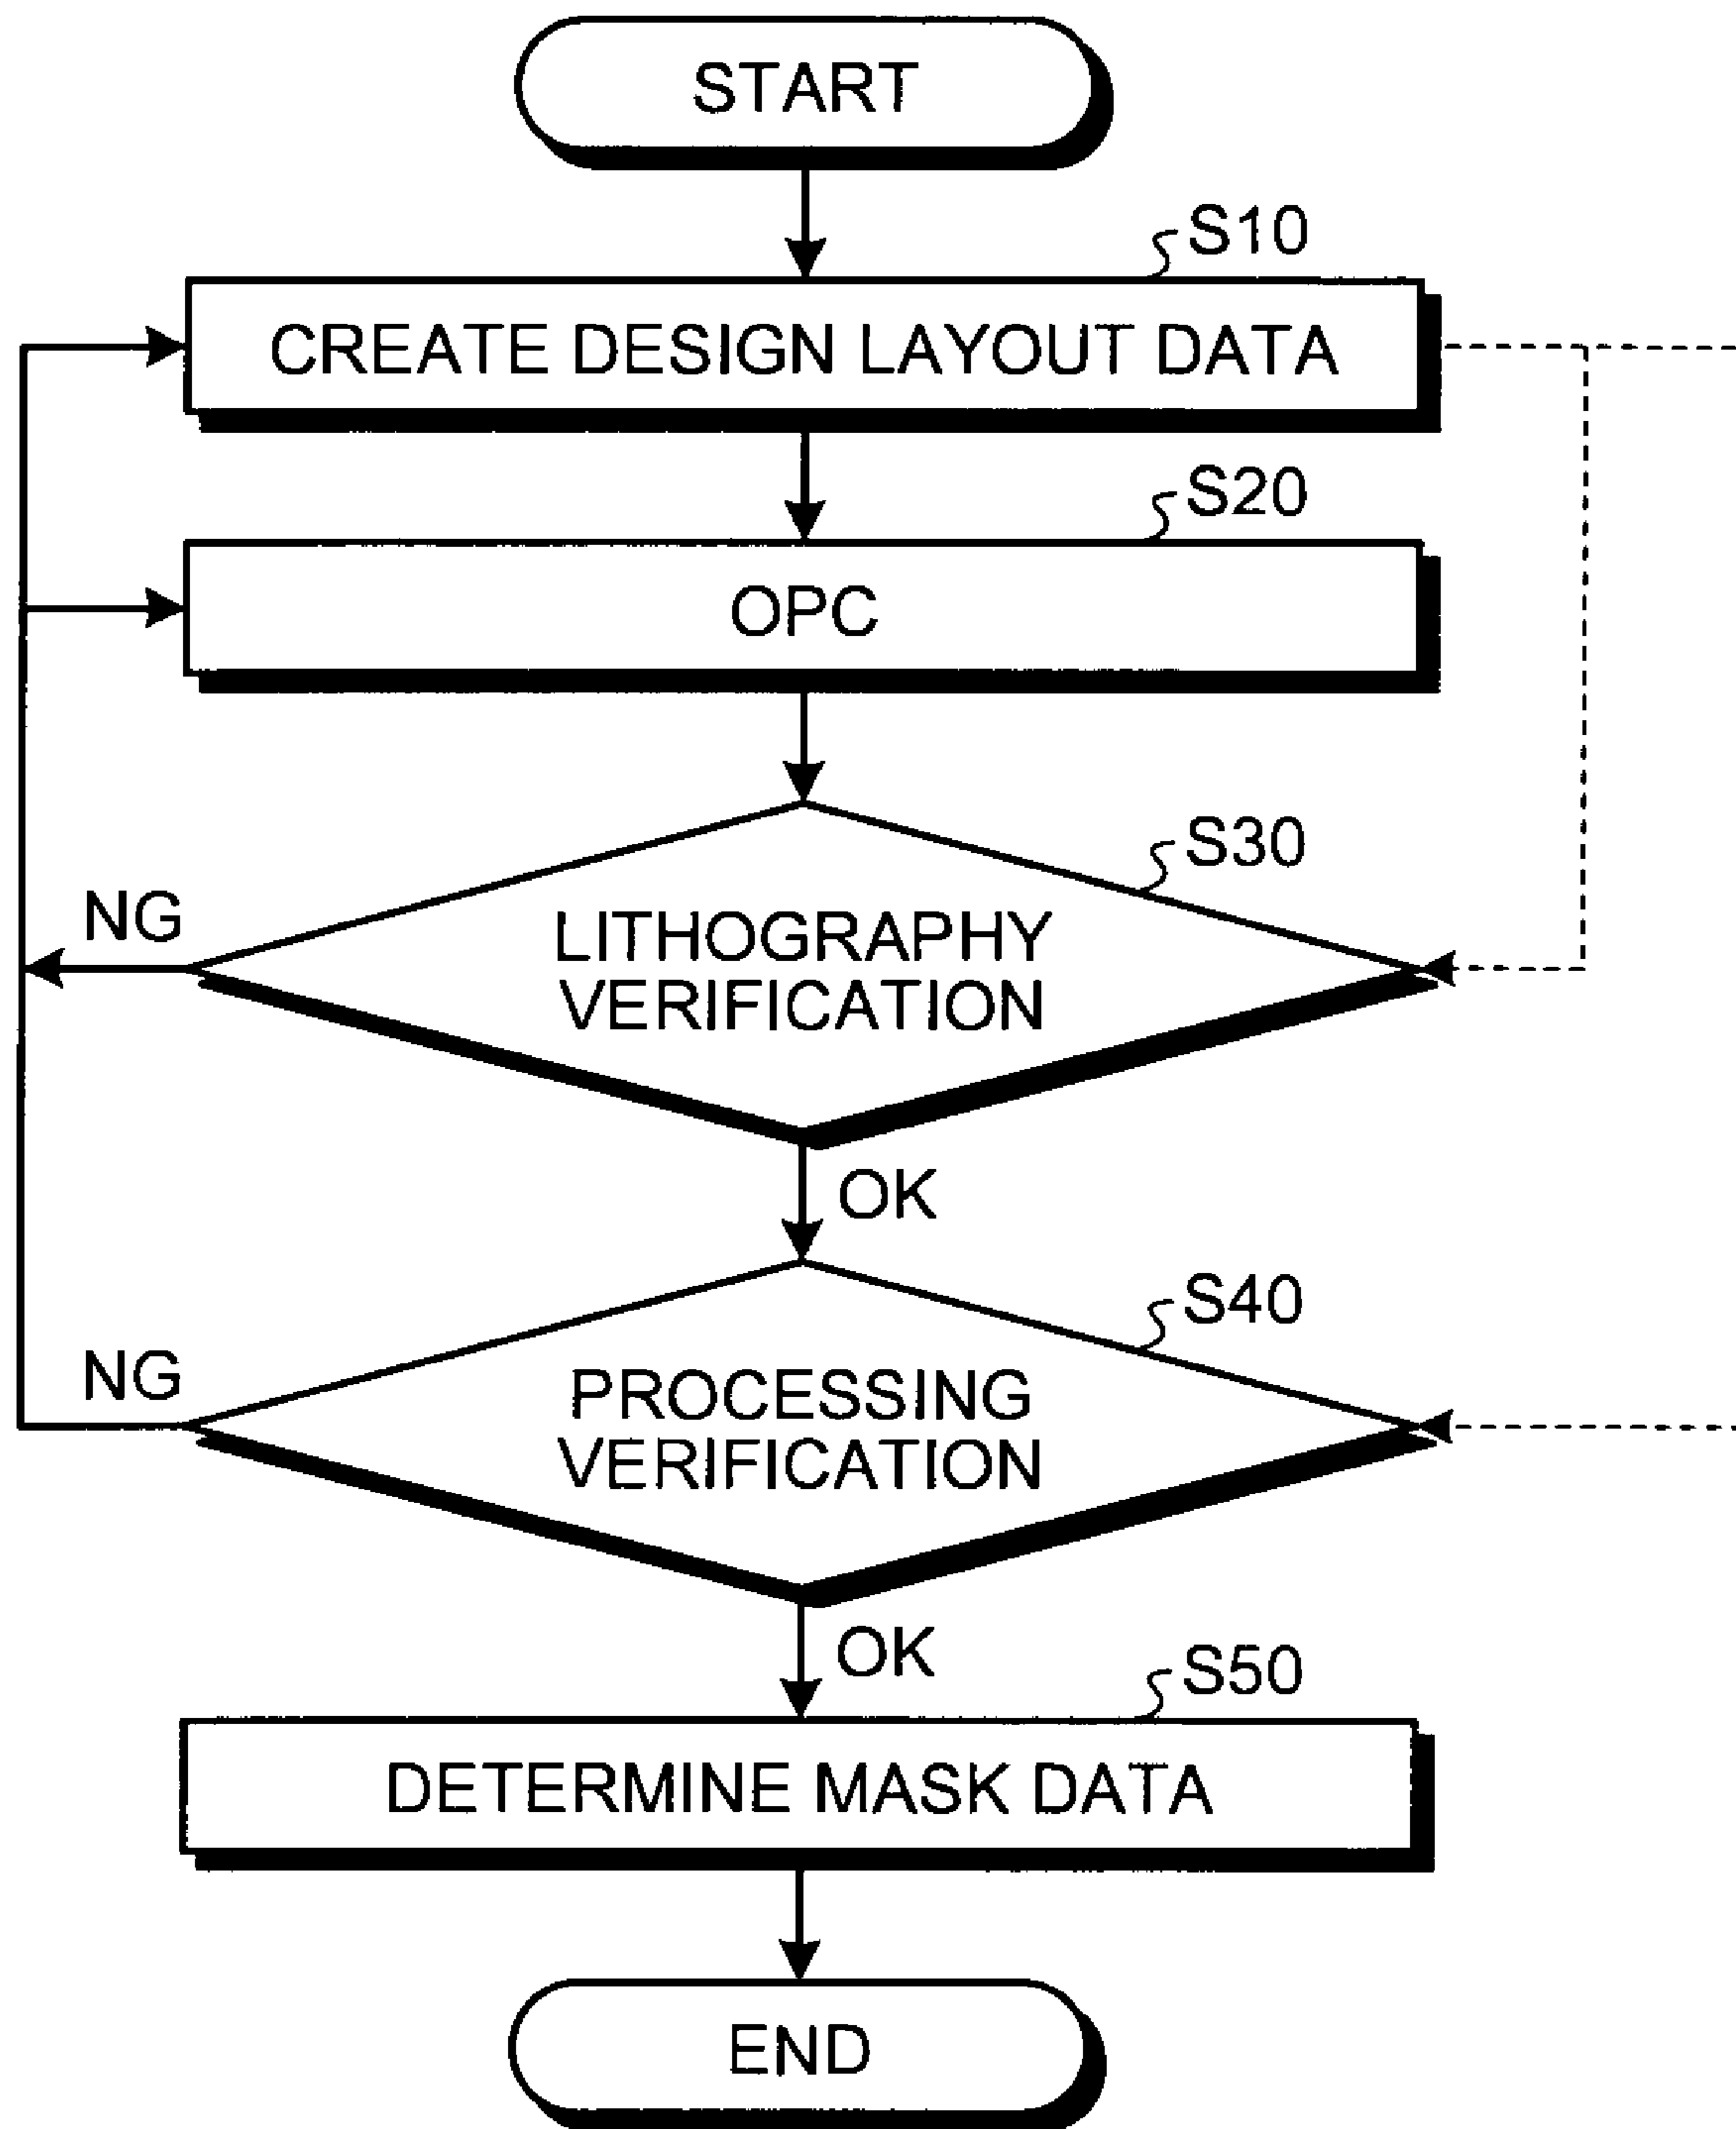 START
S10
CREATE DESIGN LAYOUT DATA
S20
OPC
S30
NG
LITHOGRAPHY
VERIFICATION
OK
S40
NG
PROCESSING
VERIFICATION
OK
S50
DETERMINE MASK DATA
END